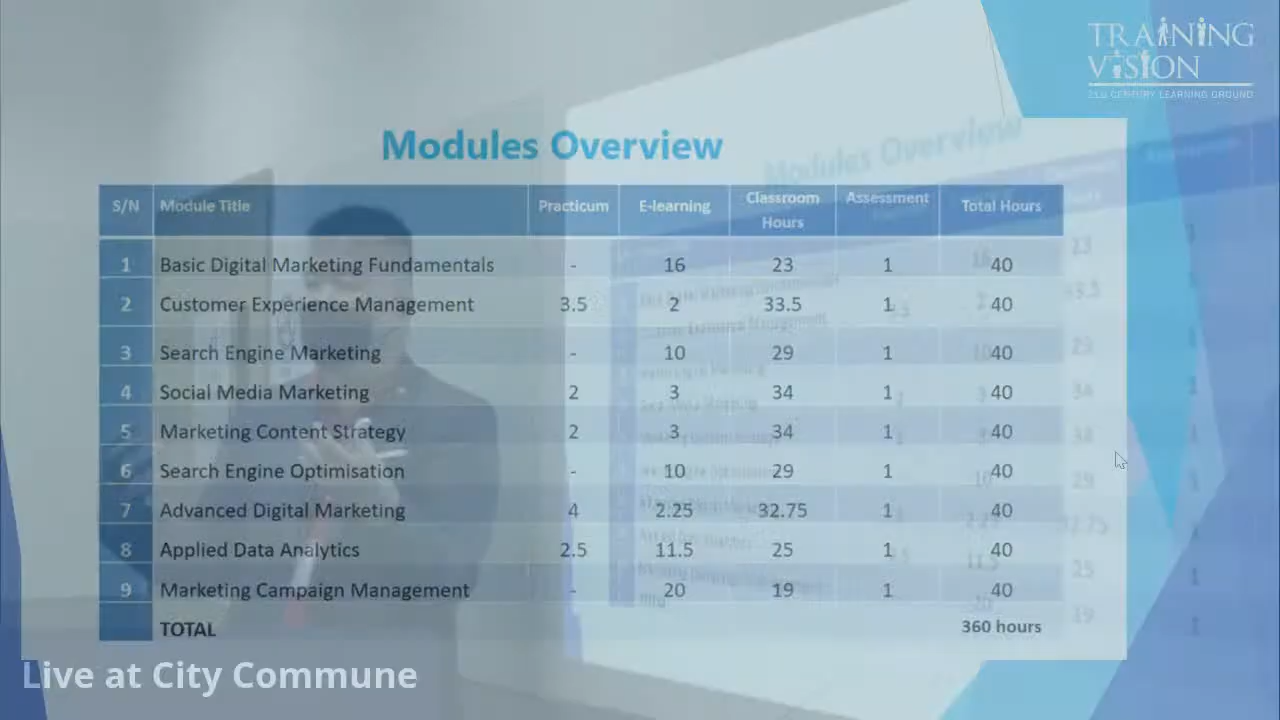 TRAINING
VISION
21st CENTURY LEARNING GROUND
Modules Overview
S/N Module Title Practicum E-learning Classroom Hours Assessment Total Hours
1 Basic Digital Marketing Fundamentals - 16 23 1 40
2 Customer Experience Management 3.5 2 33.5 1 40
3 Search Engine Marketing - 10 29 1 40
4 Social Media Marketing 2 3 34 1 40
5 Marketing Content Strategy 2 3 34 1 40
6 Search Engine Optimisation - 10 29 1 40
7 Advanced Digital Marketing 4 2.25 32.75 1 40
8 Applied Data Analytics 2.5 11.5 25 1 40
9 Marketing Campaign Management - 20 19 1 40
TOTAL 360 hours
Live at City Commune